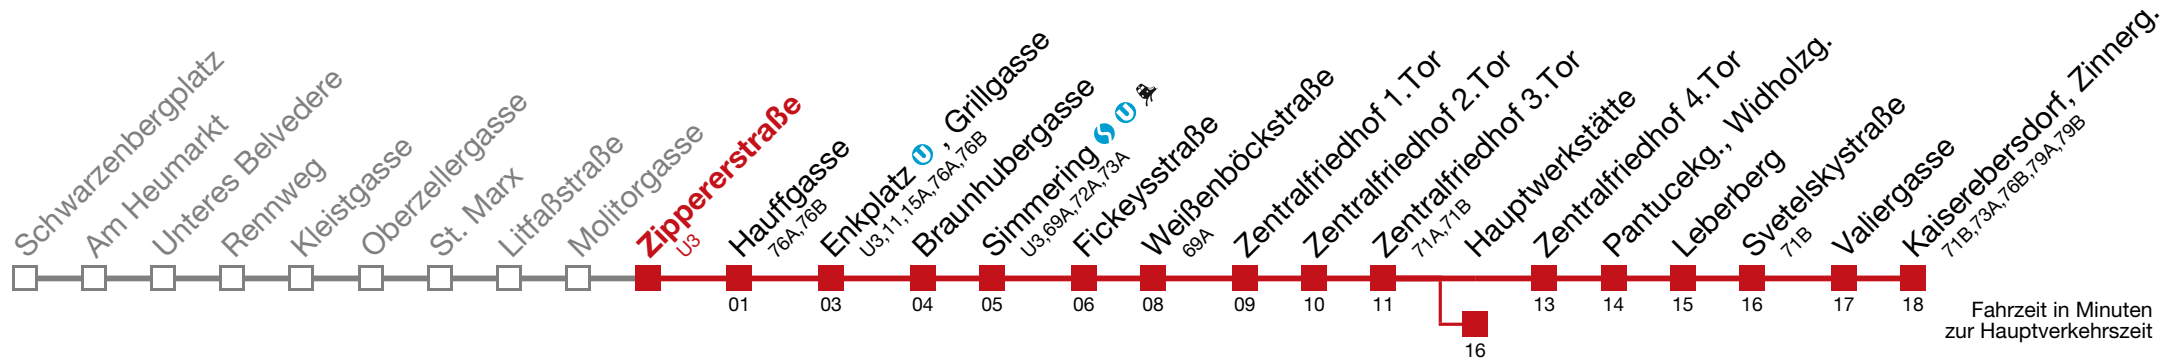 Schwarzenbergplatz
Am Heumarkt
Unteres Belvedere
Rennweg
Kleistgasse
Oberzellergasse
St. Marx
Litfaßstraße
Molitorgasse
Zippererstraße
U3
Hauffgasse
76A,76B
Enkplatz U , Grillgasse
U3,11,15A,76A,76B
Braunhubergasse
Simmering S U
U3,69A,72A,73A
Fickeysstraße
Weißenböckstraße
69A
Zentralfriedhof 1.Tor
Zentralfriedhof 2.Tor
Zentralfriedhof 3.Tor
71A,71B
Hauptwerkstätte
Zentralfriedhof 4.Tor
Pantucekg., Widholzg.
Leberberg
Svetelskystraße
71B
Valiergasse
Kaiserebersdorf, Zinnerg.
71B,73A,76B,79A,79B
01 03 04 05 06 08 09 10 11 13 14 15 16 17 18
16
Fahrzeit in Minuten
zur Hauptverkehrszeit